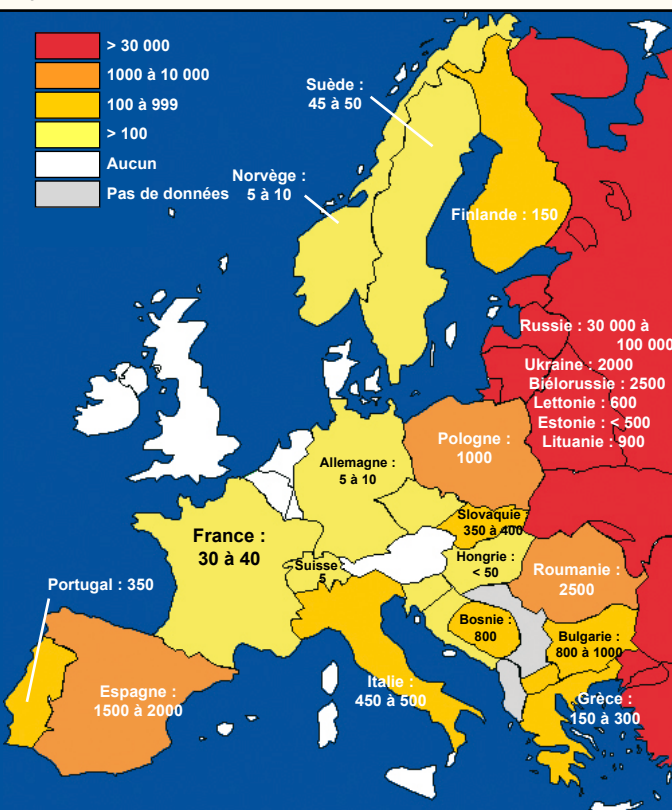 > 30 000
1000 à 10 000
100 à 999
> 100
Aucun
Pas de données
Suède :
45 à 50
Norvège :
5 à 10
Finlande : 150
Russie : 30 000 à
100 000
Ukraine : 2000
Biélorussie : 2500
Lettonie : 600
Estonie : < 500
Lituanie : 900
Pologne :
1000
Allemagne :
5 à 10
Slovaquie :
350 à 400
France :
30 à 40
Suisse :
5
Hongrie :
< 50
Roumanie :
2500
Portugal : 350
Bosnie :
800
Bulgarie :
800 à 1000
Espagne :
1500 à 2000
Italie :
450 à 500
Grèce :
150 à 300